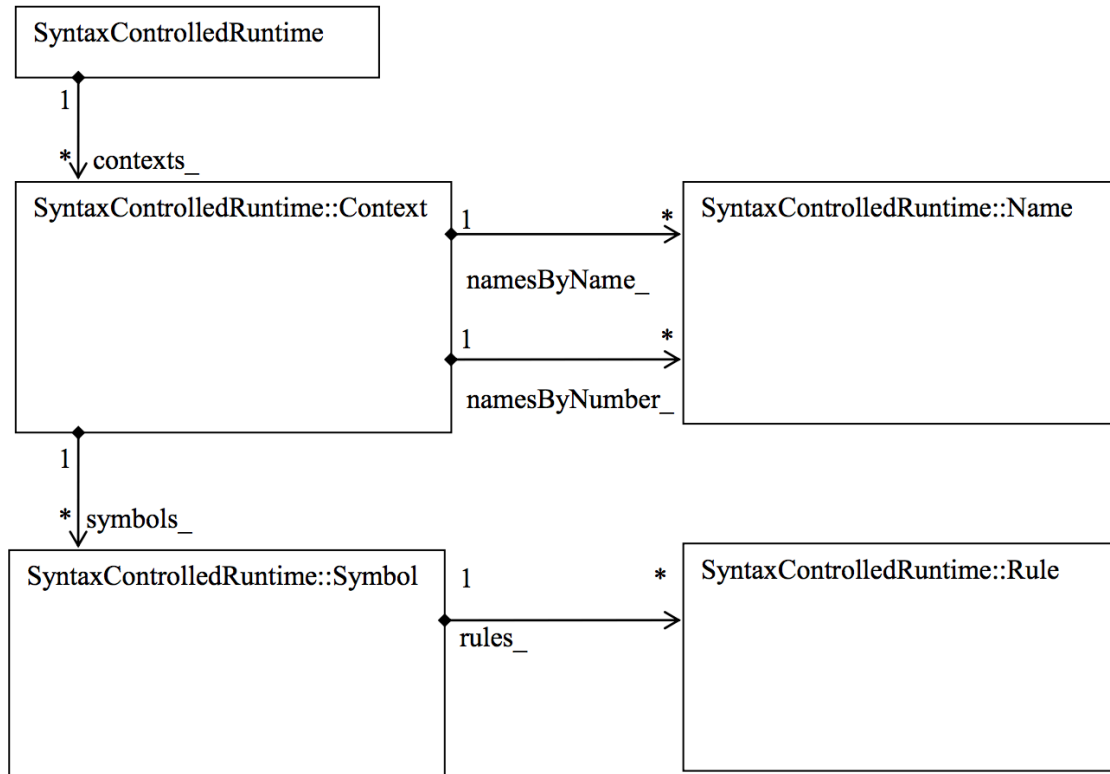 SyntaxControlledRuntime
1
* contexts_
SyntaxControlledRuntime::Context
SyntaxControlledRuntime::Name
1 *
namesByName_
1 *
namesByNumber_
1
* symbols_
SyntaxControlledRuntime::Symbol
SyntaxControlledRuntime::Rule
1 *
rules_